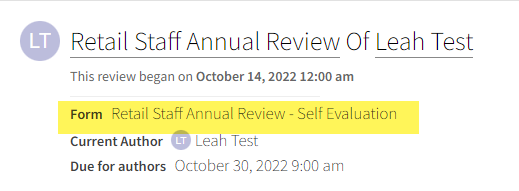 LT Retail Staff Annual Review Of Leah Test
This review began on October 14, 2022 12:00 am
Form Retail Staff Annual Review - Self Evaluation
Current Author LT Leah Test
Due for authors October 30, 2022 9:00 am